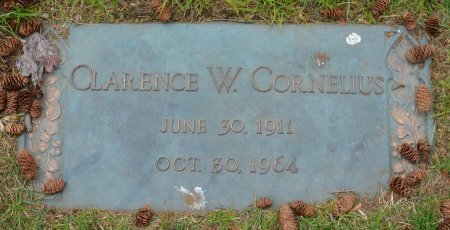 CLARENCE W. CORNELIUS
JUNE 30, 1911
OCT. 30, 1964